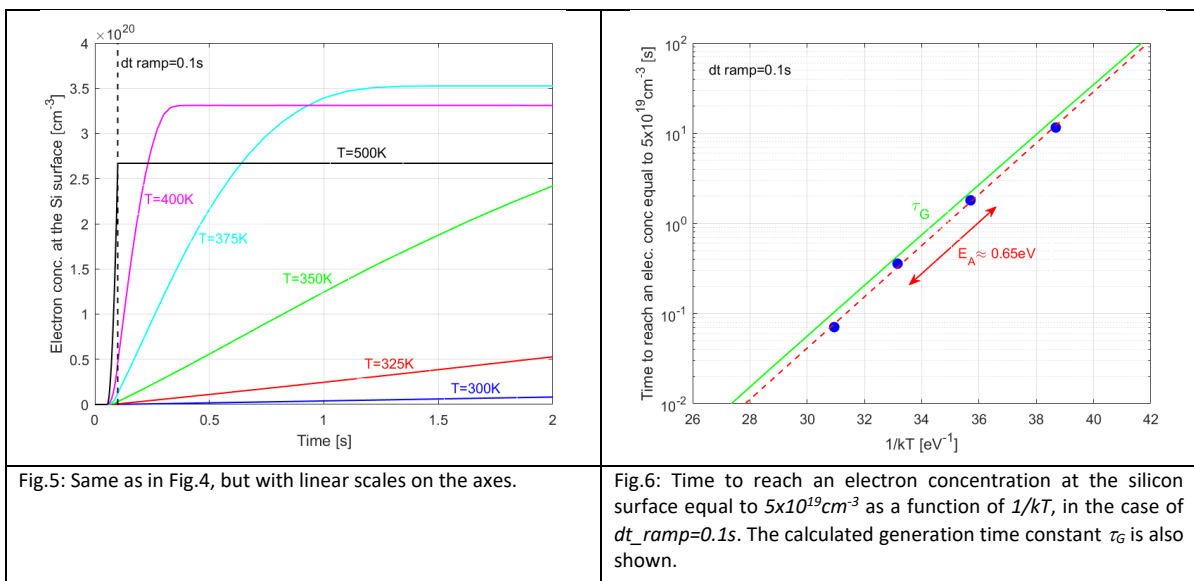 ×10^20
4
3.5
3
2.5
2
1.5
1
0.5
0
Electron conc. at the Si surface [cm^-3]
dt ramp=0.1s
T=500K
T=400K
T=375K
T=350K
T=325K
T=300K
0
0.5
1
1.5
2
Time [s]
Fig.5: Same as in Fig.4, but with linear scales on the axes.
Time to reach an elec. conc equal to 5x10^19cm^-3 [s]
10^2
10^1
10^0
10^-1
10^-2
dt ramp=0.1s
τ_G
E_A≈ 0.65eV
26
28
30
32
34
36
38
40
42
1/kT [eV^-1]
Fig.6: Time to reach an electron concentration at the silicon
surface equal to 5x10^19cm^-3 as a function of 1/kT, in the case of
dt_ramp=0.1s. The calculated generation time constant τ_G is also
shown.